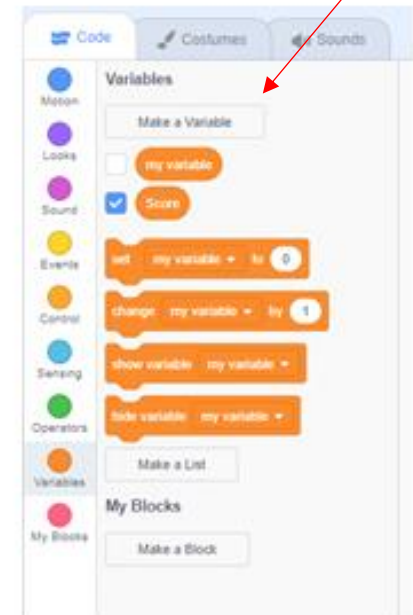 Code
Costumes
Sounds
Motion
Looks
Sound
Events
Control
Sensing
Operators
Variables
My Blocks
Variables
Make a Variable
my variable
Score
set my variable to 0
change my variable by 1
show variable my variable
hide variable my variable
Make a List
My Blocks
Make a Block